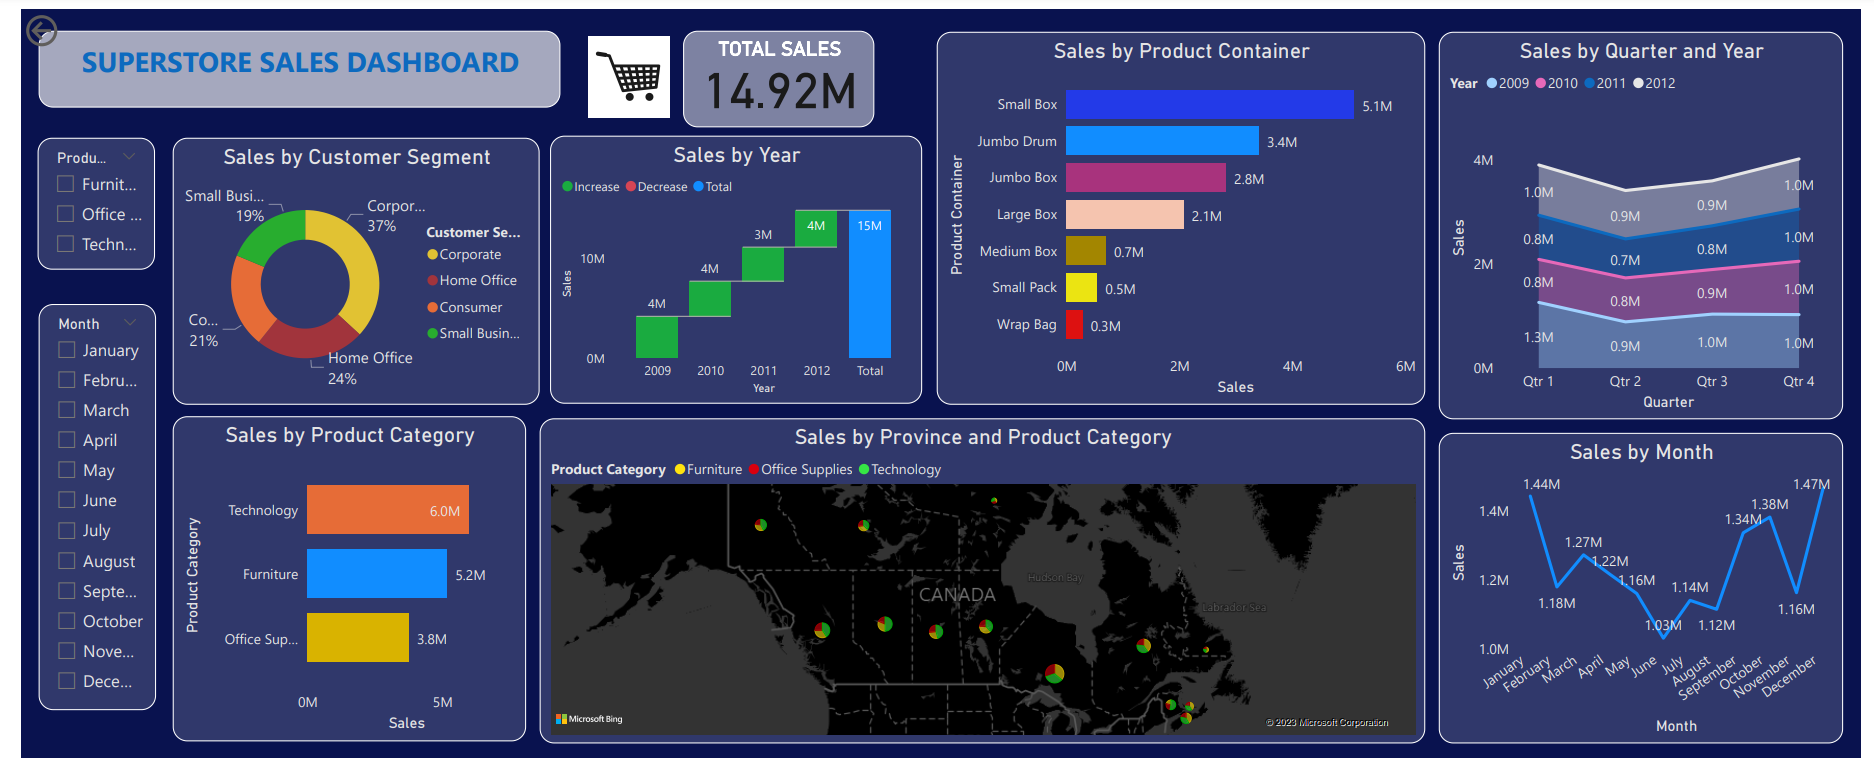 SUPERSTORE SALES DASHBOARD
TOTAL SALES
14.92M
Produ...
Furnit...
Office ...
Techn...
Month
January
Febru...
March
April
May
June
July
August
Septe...
October
Nove...
Dece...
Sales by Customer Segment
Small Busi...
19%
Corpor...
37%
Co...
21%
Home Office
24%
Customer Se...
Corporate
Home Office
Consumer
Small Busin...
Sales by Year
Increase Decrease Total
Sales
10M
0M
4M
4M
3M
4M
15M
2009 2010 2011 2012 Total
Year
Sales by Product Container
Product Container
Small Box 5.1M
Jumbo Drum 3.4M
Jumbo Box 2.8M
Large Box 2.1M
Medium Box 0.7M
Small Pack 0.5M
Wrap Bag 0.3M
0M 2M 4M 6M
Sales
Sales by Quarter and Year
Year 2009 2010 2011 2012
Sales
4M
2M
0M
1.0M 0.9M 0.9M 1.0M
0.8M 0.7M 0.8M 1.0M
0.8M 0.8M 0.9M 1.0M
1.3M 0.9M 1.0M 1.0M
Qtr 1 Qtr 2 Qtr 3 Qtr 4
Quarter
Sales by Product Category
Product Category
Technology 6.0M
Furniture 5.2M
Office Sup... 3.8M
0M 5M
Sales
Sales by Province and Product Category
Product Category Furniture Office Supplies Technology
Hudson Bay
CANADA
Labrador Sea
Microsoft Bing
© 2023 Microsoft Corporation
Sales by Month
Sales
1.4M
1.2M
1.0M
1.44M
1.18M
1.27M
1.22M
1.16M
1.03M
1.14M
1.12M
1.34M
1.38M
1.16M
1.47M
January February March April May June July August September October November December
Month